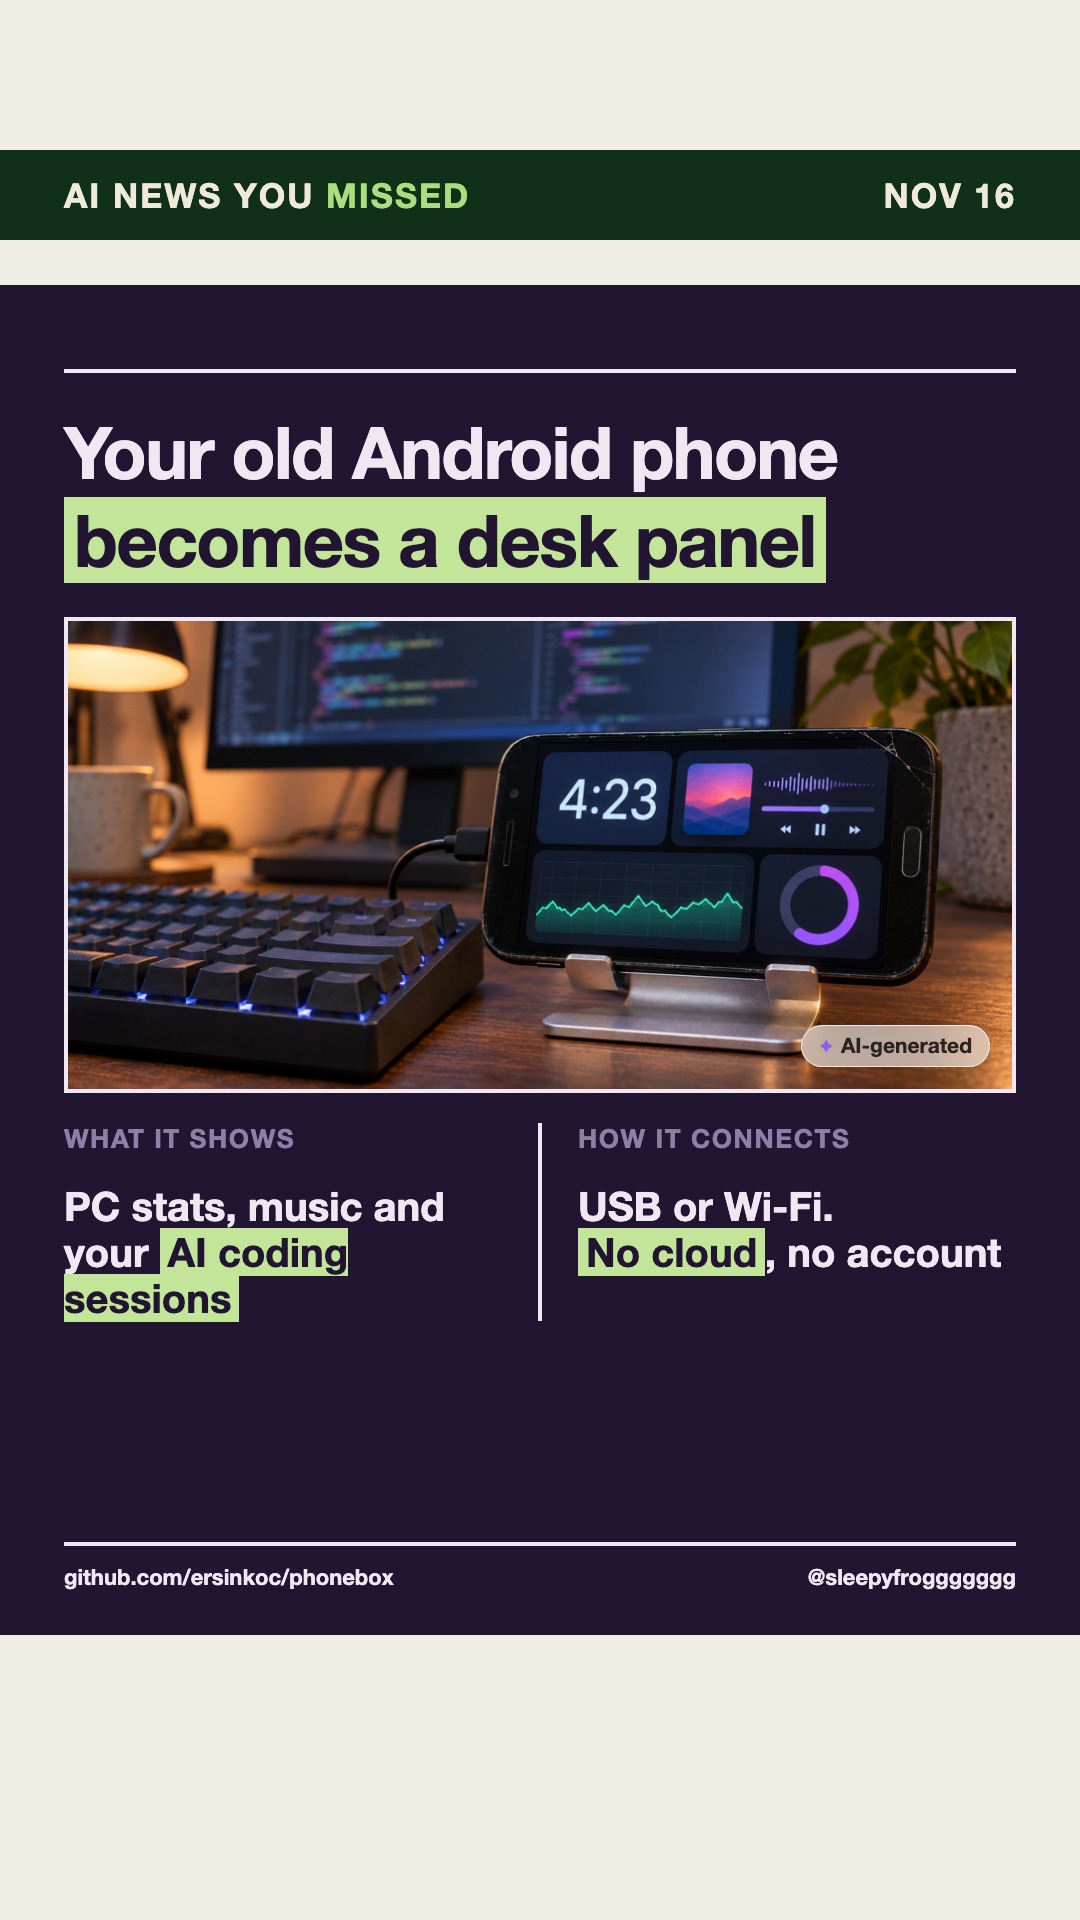 AI NEWS YOU MISSED
NOV 16
Your old Android phone
becomes a desk panel
4:23
AI-generated
WHAT IT SHOWS
PC stats, music and
your AI coding
sessions
HOW IT CONNECTS
USB or Wi-Fi.
No cloud, no account
github.com/ersinkoc/phonebox
@sleepyfroggggggg